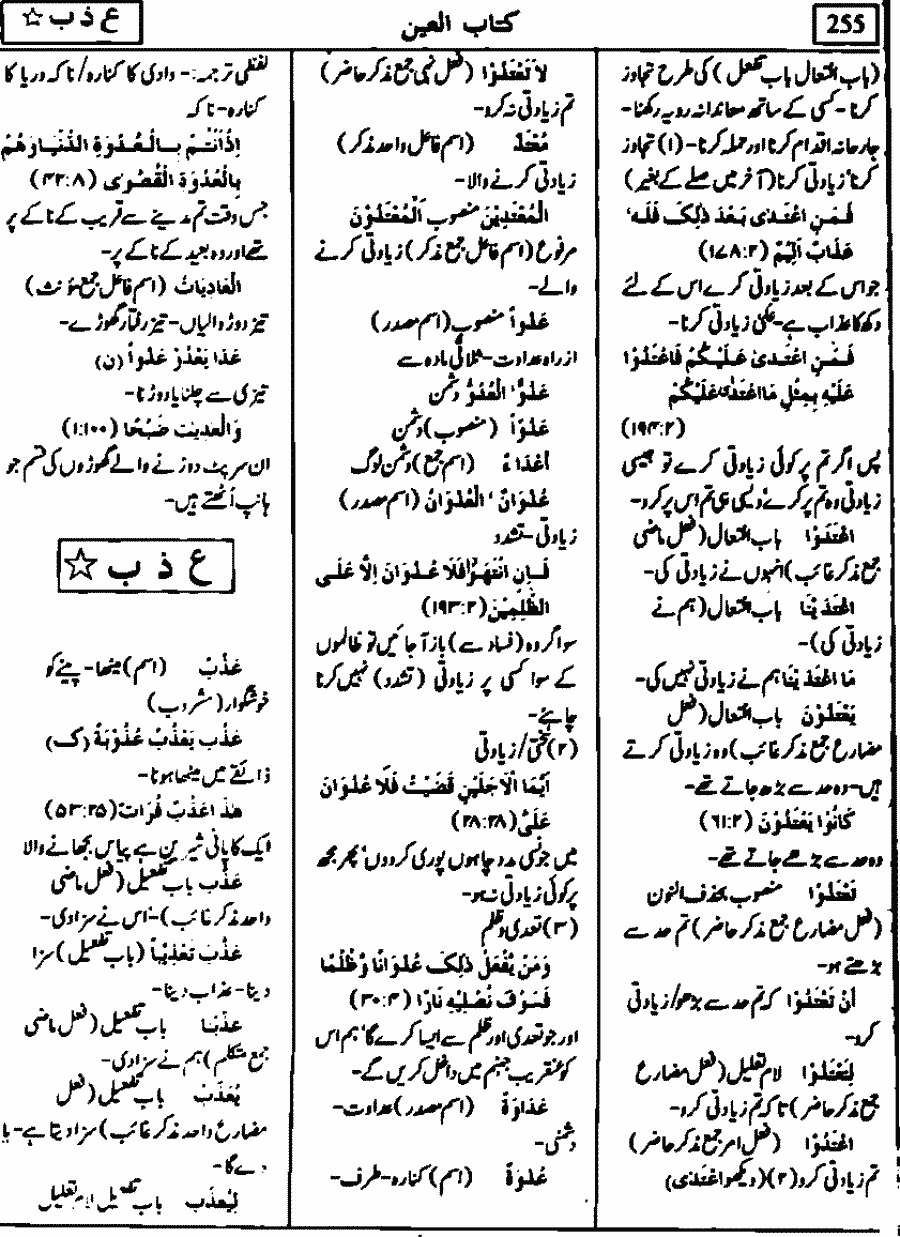 255
کتاب العین
ع ذ ب ☆
(باب افتعال باب تفعل) کی طرح تجاوز
کرنا۔ کسی کے ساتھ معاندانہ رویہ رکھنا۔
جارحانہ اقدام کرنا اور حملہ کرنا۔ (۱) تجاوز
کرنا زیادتی کرنا (آخر میں صلے کے بغیر)
فَمَنِ اعْتَدٰى بَعْدَ ذٰلِكَ فَلَهٗ
عَذَابٌ اَلِيْمٌ (۱۷۸:۲)
جو اس کے بعد زیادتی کرے اس کے لئے
دکھ کا عذاب ہے۔ زیادتی کرنا۔
فَمَنِ اعْتَدٰى عَلَيْكُمْ فَاعْتَدُوْا
عَلَيْهِ بِمِثْلِ مَا اعْتَدٰى عَلَيْكُمْ
(۱۹۴:۲)
پس اگر تم پر کوئی زیادتی کرے تو جیسی
زیادتی وہ تم پر کرے ویسی ہی تم اس پر کرو۔
اعْتَدَوْا باب افتعال (فعل ماضی
جمع مذکر غائب) انہوں نے زیادتی کی۔
اعْتَدَيْنَا باب افتعال (ہم نے
زیادتی کی)۔
مَا اعْتَدَيْنَا ہم نے زیادتی نہیں کی۔
يَعْتَدُوْنَ باب افتعال (فعل
مضارع جمع مذکر غائب) وہ زیادتی کرتے
ہیں۔ وہ حد سے بڑھ جاتے تھے۔
كَانُوْا يَعْتَدُوْنَ (۶۱:۲)
وہ حد سے بڑھے جاتے تھے۔
تَعْتَدُوْا منصوب بحذف النون
(فعل مضارع جمع مذکر حاضر) تم حد سے
بڑھتے ہو۔
اَنْ تَعْتَدُوْا کہ تم حد سے بڑھو/ زیادتی
کرو۔
لِتَعْتَدُوْا لام تعلیل (فعل مضارع
جمع مذکر حاضر) تاکہ تم زیادتی کرو۔
اعْتَدُوْا (فعل امر جمع مذکر حاضر)
تم زیادتی کرو (۲) (دیکھو اعْتَدٰی)
لَا تَعْتَدُوْا (فعل نہی جمع مذکر حاضر)
تم زیادتی نہ کرو۔
مُعْتَدٍ (اسم فاعل واحد مذکر)
زیادتی کرنے والا۔
الْمُعْتَدِيْنَ منصوب الْمُعْتَدُوْنَ
مرفوع (اسم فاعل جمع مذکر) زیادتی کرنے
والے۔
عَدْوًا منصوب (اسم مصدر)
از راہ عداوت۔ ثلاثی مادہ سے
عَدُوٌّ، الْعَدُوُّ دشمن
عَدُوًّا (منصوب) دشمن
اَعْدَاءٌ (اسم جمع) دشمن لوگ
عُدْوَانٌ، الْعُدْوَانُ (اسم مصدر)
زیادتی۔ تشدد
فَاِنِ انْتَهَوْا فَلَا عُدْوَانَ اِلَّا عَلَى
الظّٰلِمِيْنَ (۱۹۳:۲)
سو اگر وہ (فساد سے) باز آ جائیں تو ظالموں
کے سوا کسی پر زیادتی (تشدد) نہیں کرنا
چاہئے۔
(۲) سختی/ زیادتی
اَيَّمَا الْاَجَلَيْنِ قَضَيْتُ فَلَا عُدْوَانَ
عَلَيَّ (۲۸:۲۸)
میں جونسی مدد چاہوں پوری کر دوں، پھر مجھ
پر کوئی زیادتی نہ ہو۔
(۳) تعدی و ظلم
وَمَنْ يَّفْعَلْ ذٰلِكَ عُدْوَانًا وَّظُلْمًا
فَسَوْفَ نُصْلِيْهِ نَارًا (۳۰:۴)
اور جو تعدی اور ظلم سے ایسا کرے گا، ہم اس
کو عنقریب جہنم میں داخل کریں گے۔
عَدَاوَةٌ (اسم مصدر) عداوت۔
دشمنی۔
عُدْوَةٌ (اسم) کنارہ۔ طرف۔
لفظی ترجمہ:۔ وادی کا کنارہ/ ناکہ دریا کا
کنارہ۔ ناکہ
اِذْ اَنْتُمْ بِالْعُدْوَةِ الدُّنْيَا وَهُمْ
بِالْعُدْوَةِ الْقُصْوٰى (۴۲:۸)
جس وقت تم مدینے سے قریب کے ناکے پر
تھے اور وہ بعید کے ناکے پر۔
الْعَادِيَاتُ (اسم فاعل جمع مؤنث)
تیز دوڑ والیاں۔ تیز رفتار گھوڑے۔
عَدَا يَعْدُوْ عَدْوًا (ن)
تیزی سے چلنا یا دوڑنا۔
وَالْعٰدِيٰتِ ضَبْحًا (۱:۱۰۰)
ان سرپٹ دوڑنے والے گھوڑوں کی قسم جو
ہانپ اُٹھتے ہیں۔
ع ذ ب ☆
عَذْبٌ (اسم) میٹھا۔ پینے کو
خوشگوار (مشروب)
عَذُبَ يَعْذُبُ عُذُوْبَةً (ک)
ذائقے میں میٹھا ہونا۔
هٰذَا عَذْبٌ فُرَاتٌ (۵۳:۲۵)
ایک کا پانی شیریں ہے پیاس بجھانے والا
عَذَّبَ باب تفعیل (فعل ماضی
واحد مذکر غائب)۔ اُس نے سزا دی۔
عَذَّبَ تَعْذِيْبًا (باب تفعیل) سزا
دینا۔ عذاب دینا۔
عَذَّبْنَا باب تفعیل (فعل ماضی
جمع متکلم) ہم نے سزا دی۔
يُعَذِّبُ باب تفعیل (فعل
مضارع واحد مذکر غائب) سزا دیتا ہے۔ یا
دے گا۔
لِيُعَذِّبَ باب تفعیل لام تعلیل